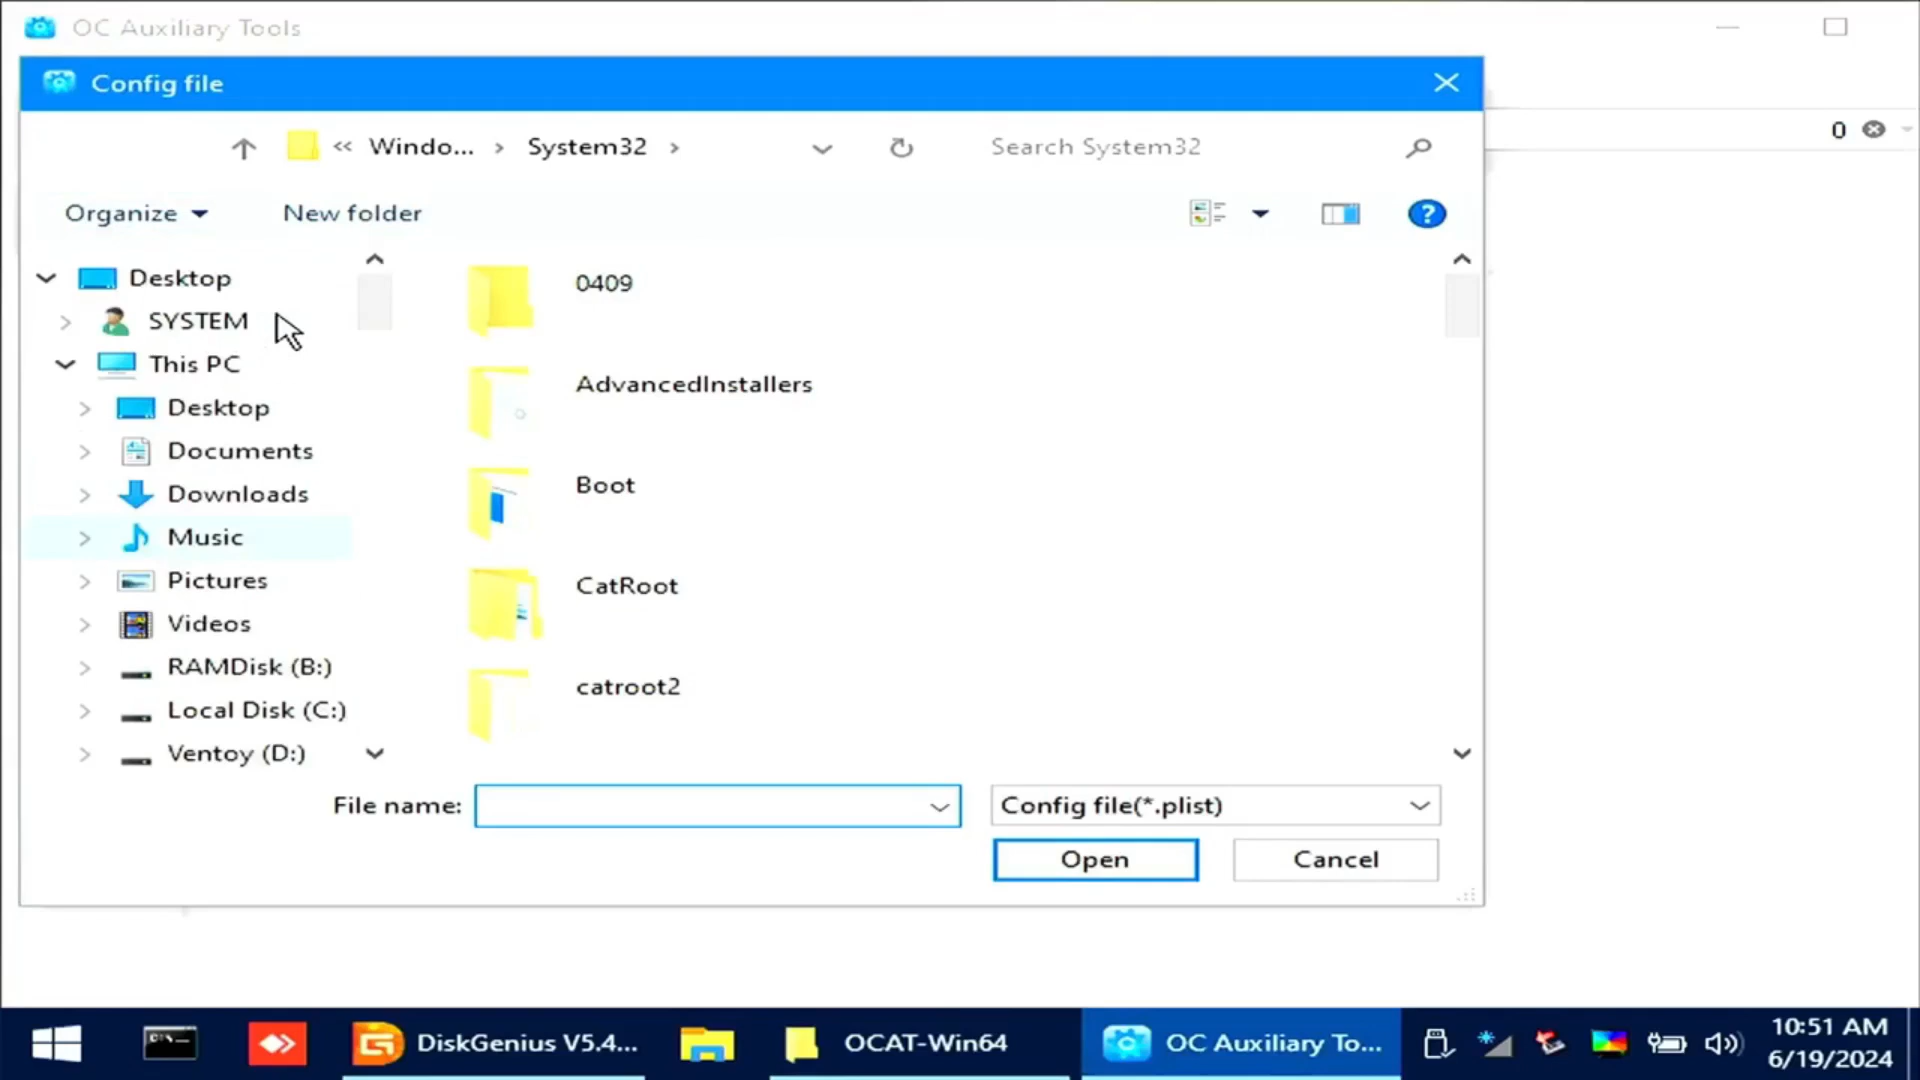 OC Auxiliary Tools
Config file
0
« Windo... › System32 ›
Search System32
Organize
New folder
?
Desktop
SYSTEM
This PC
Desktop
Documents
Downloads
Music
Pictures
Videos
RAMDisk (B:)
Local Disk (C:)
Ventoy (D:)
0409
AdvancedInstallers
Boot
CatRoot
catroot2
File name:
Config file(*.plist)
Open
Cancel
DiskGenius V5.4...
OCAT-Win64
OC Auxiliary To...
10:51 AM
6/19/2024